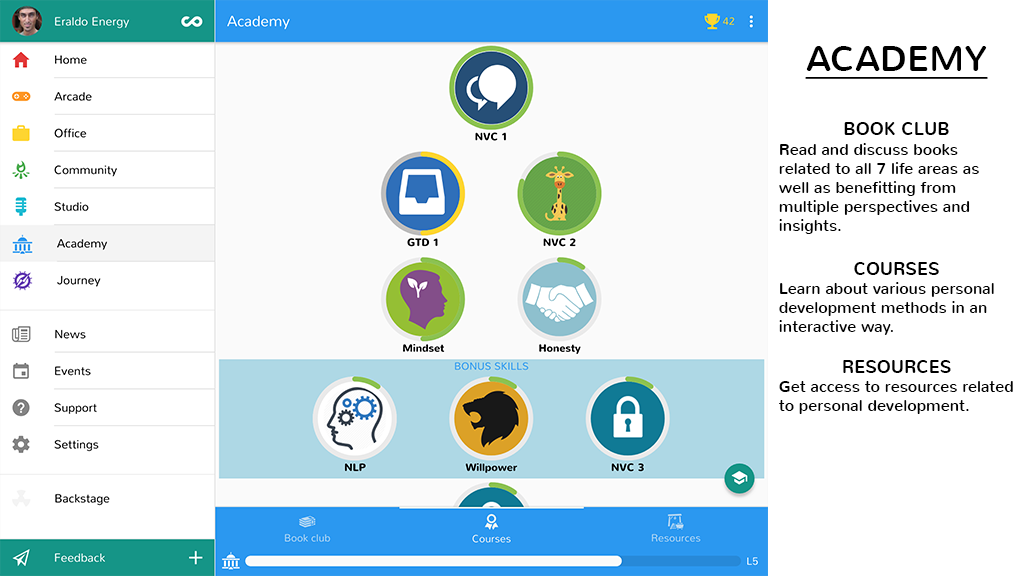 Eraldo Energy
Home
Arcade
Office
Community
Studio
Academy
Journey
News
Events
Support
Settings
Backstage
Feedback
Academy
42
NVC 1
GTD 1
NVC 2
Mindset
Honesty
BONUS SKILLS
NLP
Willpower
NVC 3
Book club
Courses
Resources
L5
ACADEMY
BOOK CLUB
Read and discuss books
related to all 7 life areas as
well as benefitting from
multiple perspectives and
insights.
COURSES
Learn about various personal
development methods in an
interactive way.
RESOURCES
Get access to resources related
to personal development.